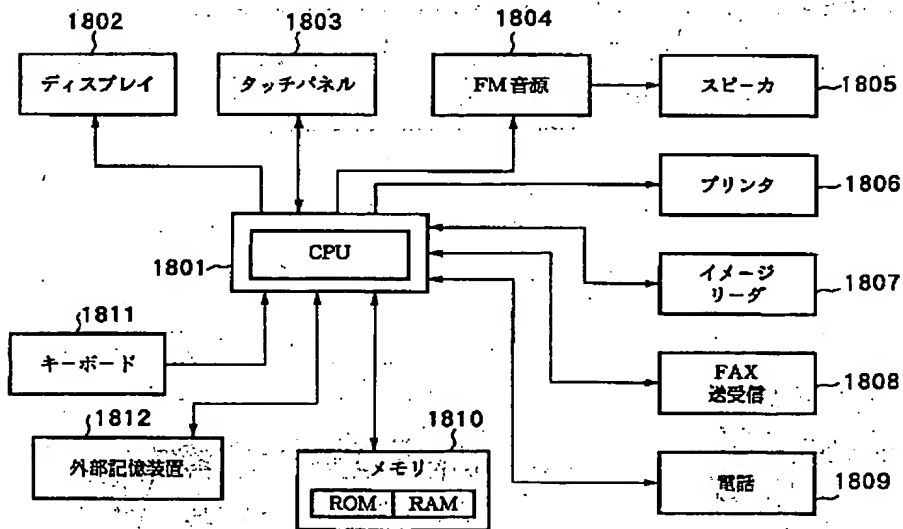 1802
1803
1804
ディスプレイ
タッチパネル
FM音源
スピーカ
1805
プリンタ
1806
1801
CPU
イメージ
リーダ
1807
1811
キーボード
FAX
送受信
1808
1812
外部記憶装置
1810
メモリ
ROM
RAM
電話
1809